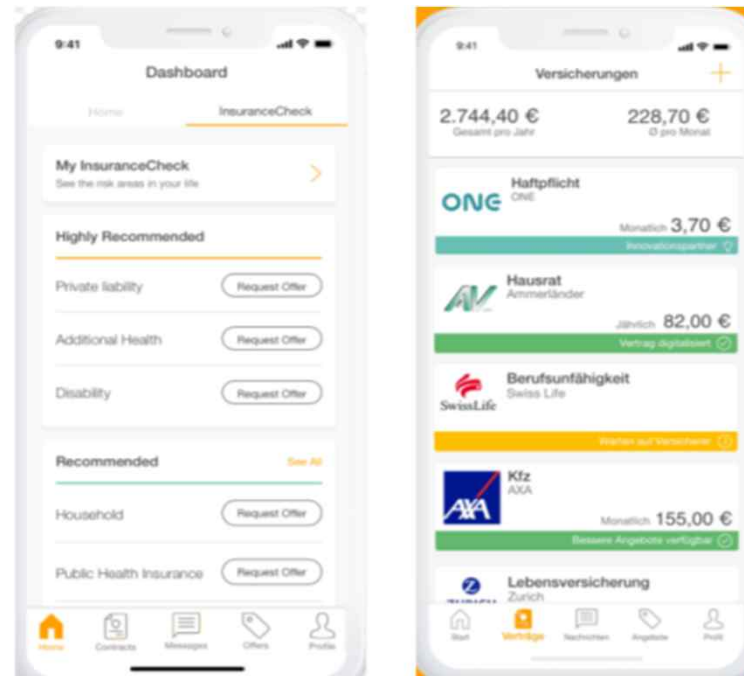 9:41
Dashboard
Home
InsuranceCheck
My InsuranceCheck
See the risk areas in your life
Highly Recommended
Private liability
Request Offer
Additional Health
Request Offer
Disability
Request Offer
Recommended
See All
Household
Request Offer
Public Health Insurance
Request Offer
Home
Contracts
Messages
Offers
Profile
9:41
Versicherungen
2.744,40 €
228,70 €
Gesamt pro Jahr
Ø pro Monat
ONE
Haftpflicht
ONE
Monatlich 3,70 €
Innovationspartner
AV
Hausrat
Ammerländer
Jährlich 82,00 €
Vertrag digitalisiert
SwissLife
Berufsunfähigkeit
Swiss Life
Warten auf Versicherer
AXA
Kfz
AXA
Monatlich 155,00 €
Bessere Angebote verfügbar
ZURICH
Lebensversicherung
Zurich
Start
Verträge
Nachrichten
Angebote
Profil